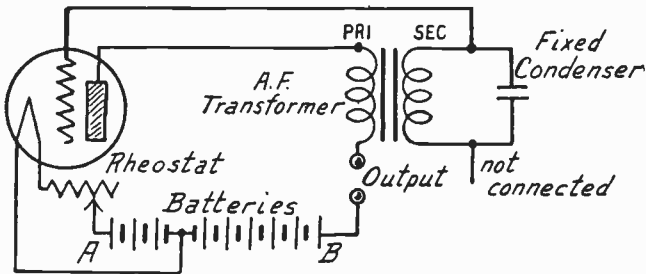 PRI
SEC
Fixed
Condenser
A.F.
Transformer
Rheostat
Output
not
connected
Batteries
A
B